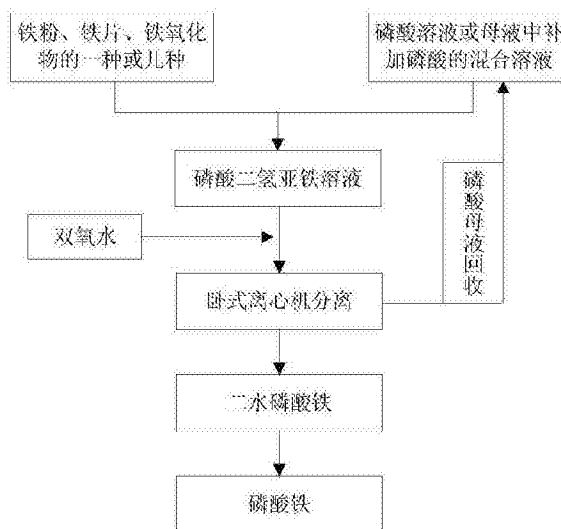 铁粉、铁片、铁氧化
物的一种或几种
磷酸溶液或母液中补
加磷酸的混合溶液
磷酸二氢亚铁溶液
双氧水
磷酸母液回收
卧式离心机分离
二水磷酸铁
磷酸铁